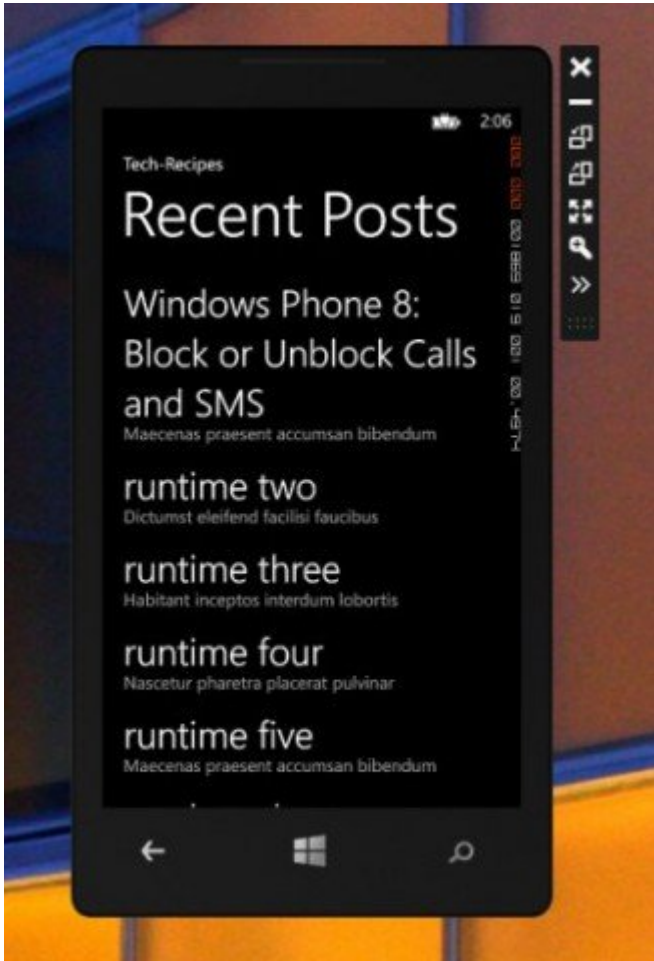 2:06
Tech-Recipes
Recent Posts
Windows Phone 8:
Block or Unblock Calls
and SMS
Maecenas praesent accumsan bibendum
runtime two
Dictumst eleifend facilisi faucibus
runtime three
Habitant inceptos interdum lobortis
runtime four
Nascetur pharetra placerat pulvinar
runtime five
Maecenas praesent accumsan bibendum